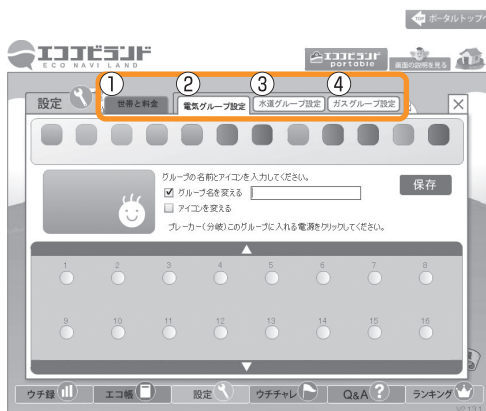 ポータルトップへ
エココビランド
ECO NAVI LAND
エココビランド
portable
画面の説明を見る
① ② ③ ④
設定
世帯と料金
電気グループ設定
水道グループ設定
ガスグループ設定
グループの名前とアイコンを入力してください。
グループ名を変える
保存
アイコンを変える
ブレーカー(分岐)このグループに入れる電源をクリックしてください。
1 2 3 4 5 6 7 8
9 10 11 12 13 14 15 16
ウチ録
エコ帳
設定
ウチチャレ
Q&A
ランキング
V2.13.1